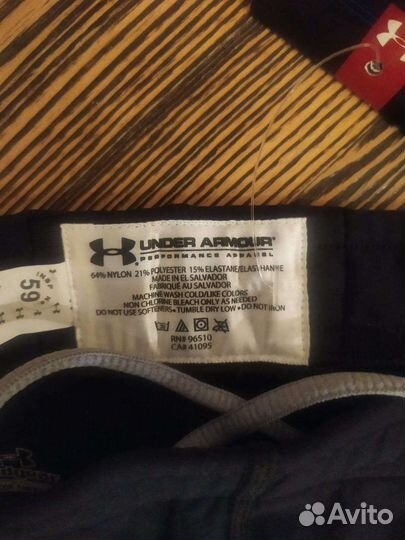 UNDER ARMOUR
PERFORMANCE APPAREL
64% NYLON 21% POLYESTER 15% ELASTANE/ELASTHANNE
MADE IN EL SALVADOR
FABRIQUÉ AU SALVADOR
MACHINE WASH COLD/LIKE COLORS
NON CHLORINE BLEACH ONLY AS NEEDED
DO NOT USE SOFTENERS • TUMBLE DRY LOW • DO NOT IRON
RN# 96510
CA# 41095
59
Avito